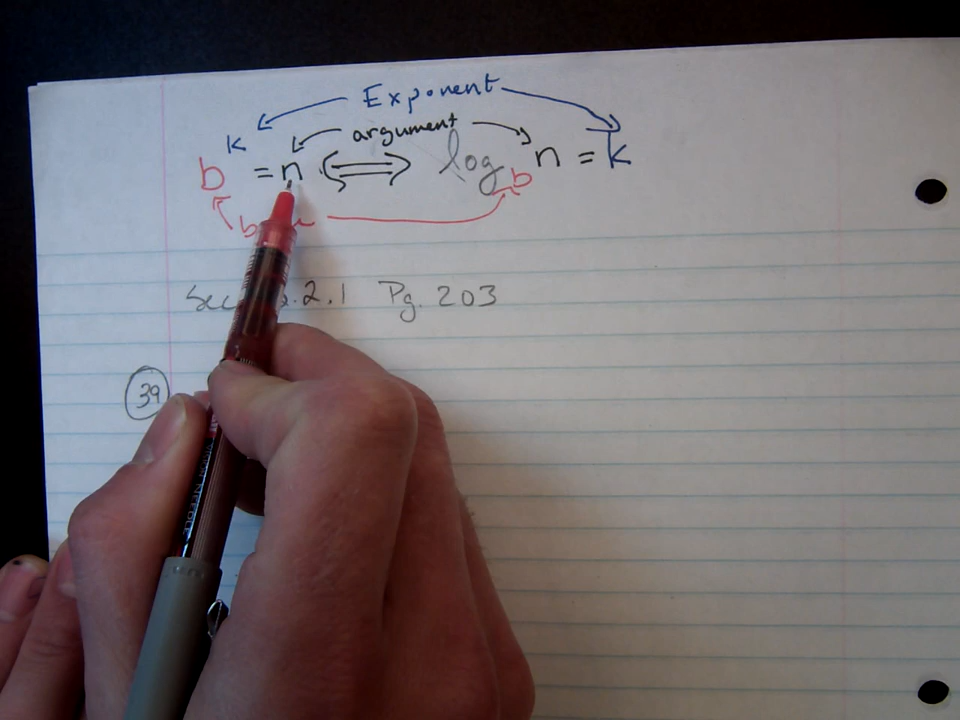 Exponent
argument
b^k = n ⟺ log_b n = k
Pg. 203
39